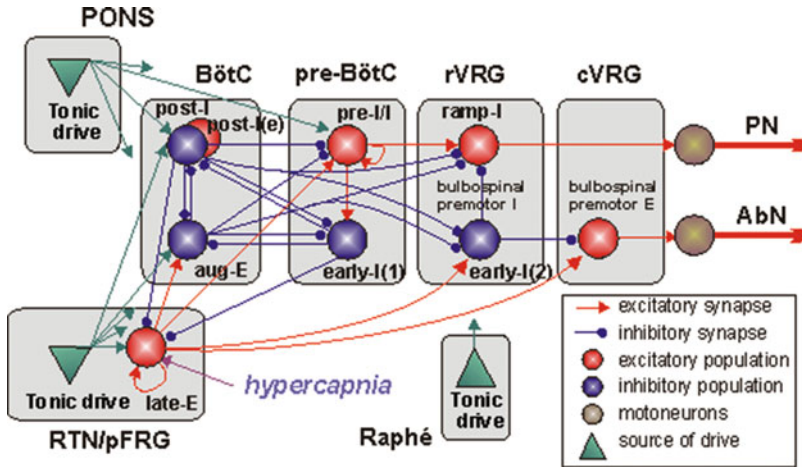 PONS
BötC
pre-BötC
rVRG
cVRG
Tonic
drive
post-I
post-I(e)
pre-I/I
ramp-I
PN
bulbospinal
premotor I
bulbospinal
premotor E
AbN
aug-E
early-I(1)
early-I(2)
Tonic drive
late-E
hypercapnia
RTN/pFRG
Raphé
Tonic
drive
excitatory synapse
inhibitory synapse
excitatory population
inhibitory population
motoneurons
source of drive